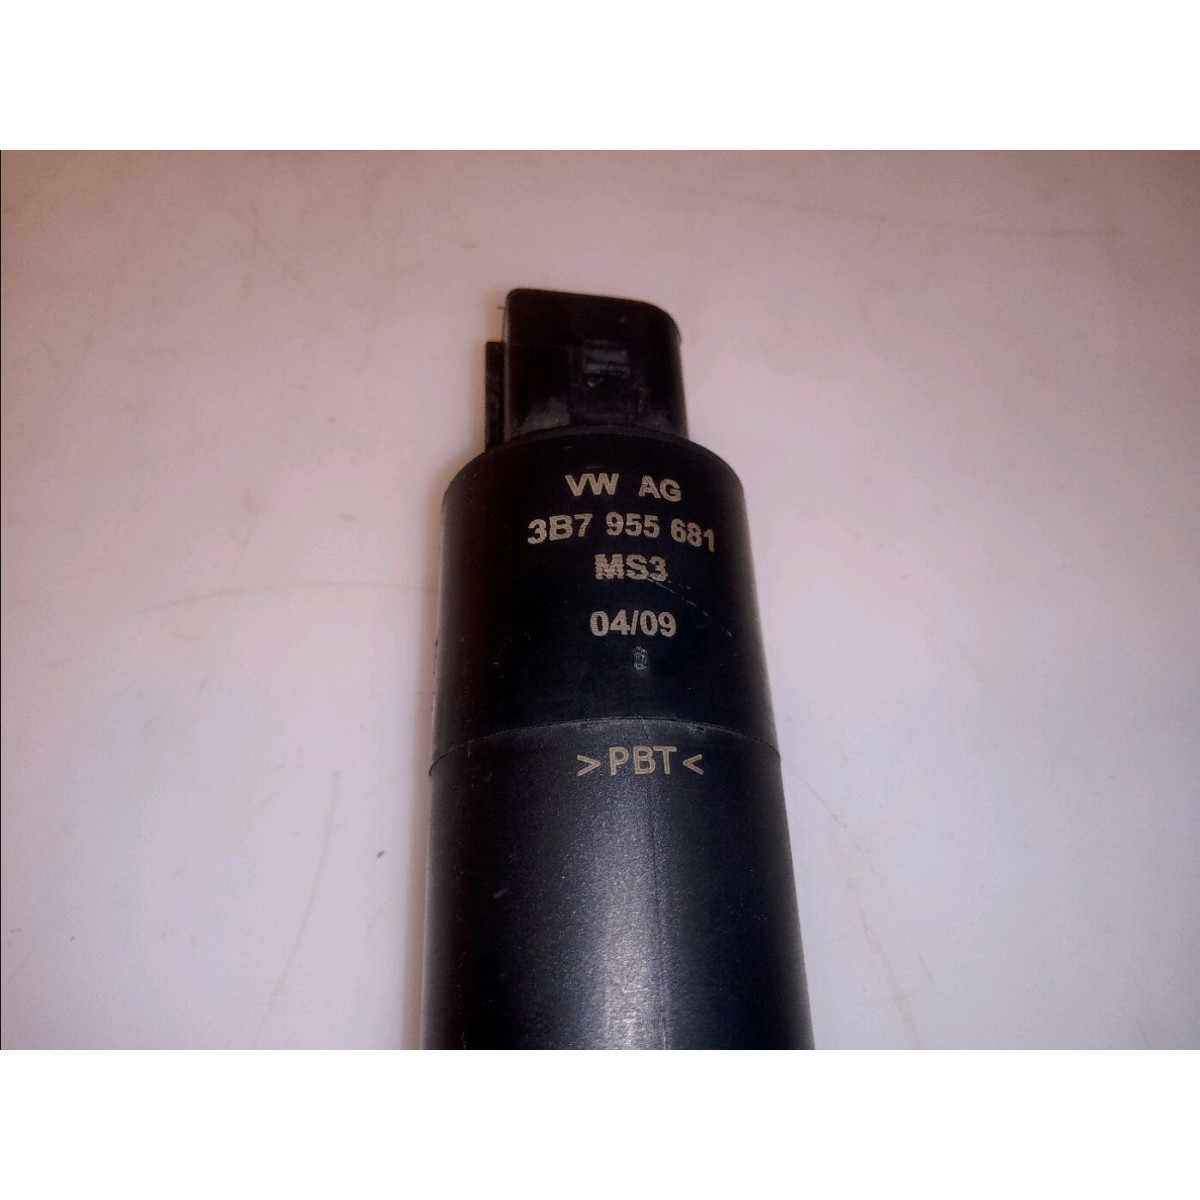 VW AG
3B7 955 681
MS3
04/09
>PBT<